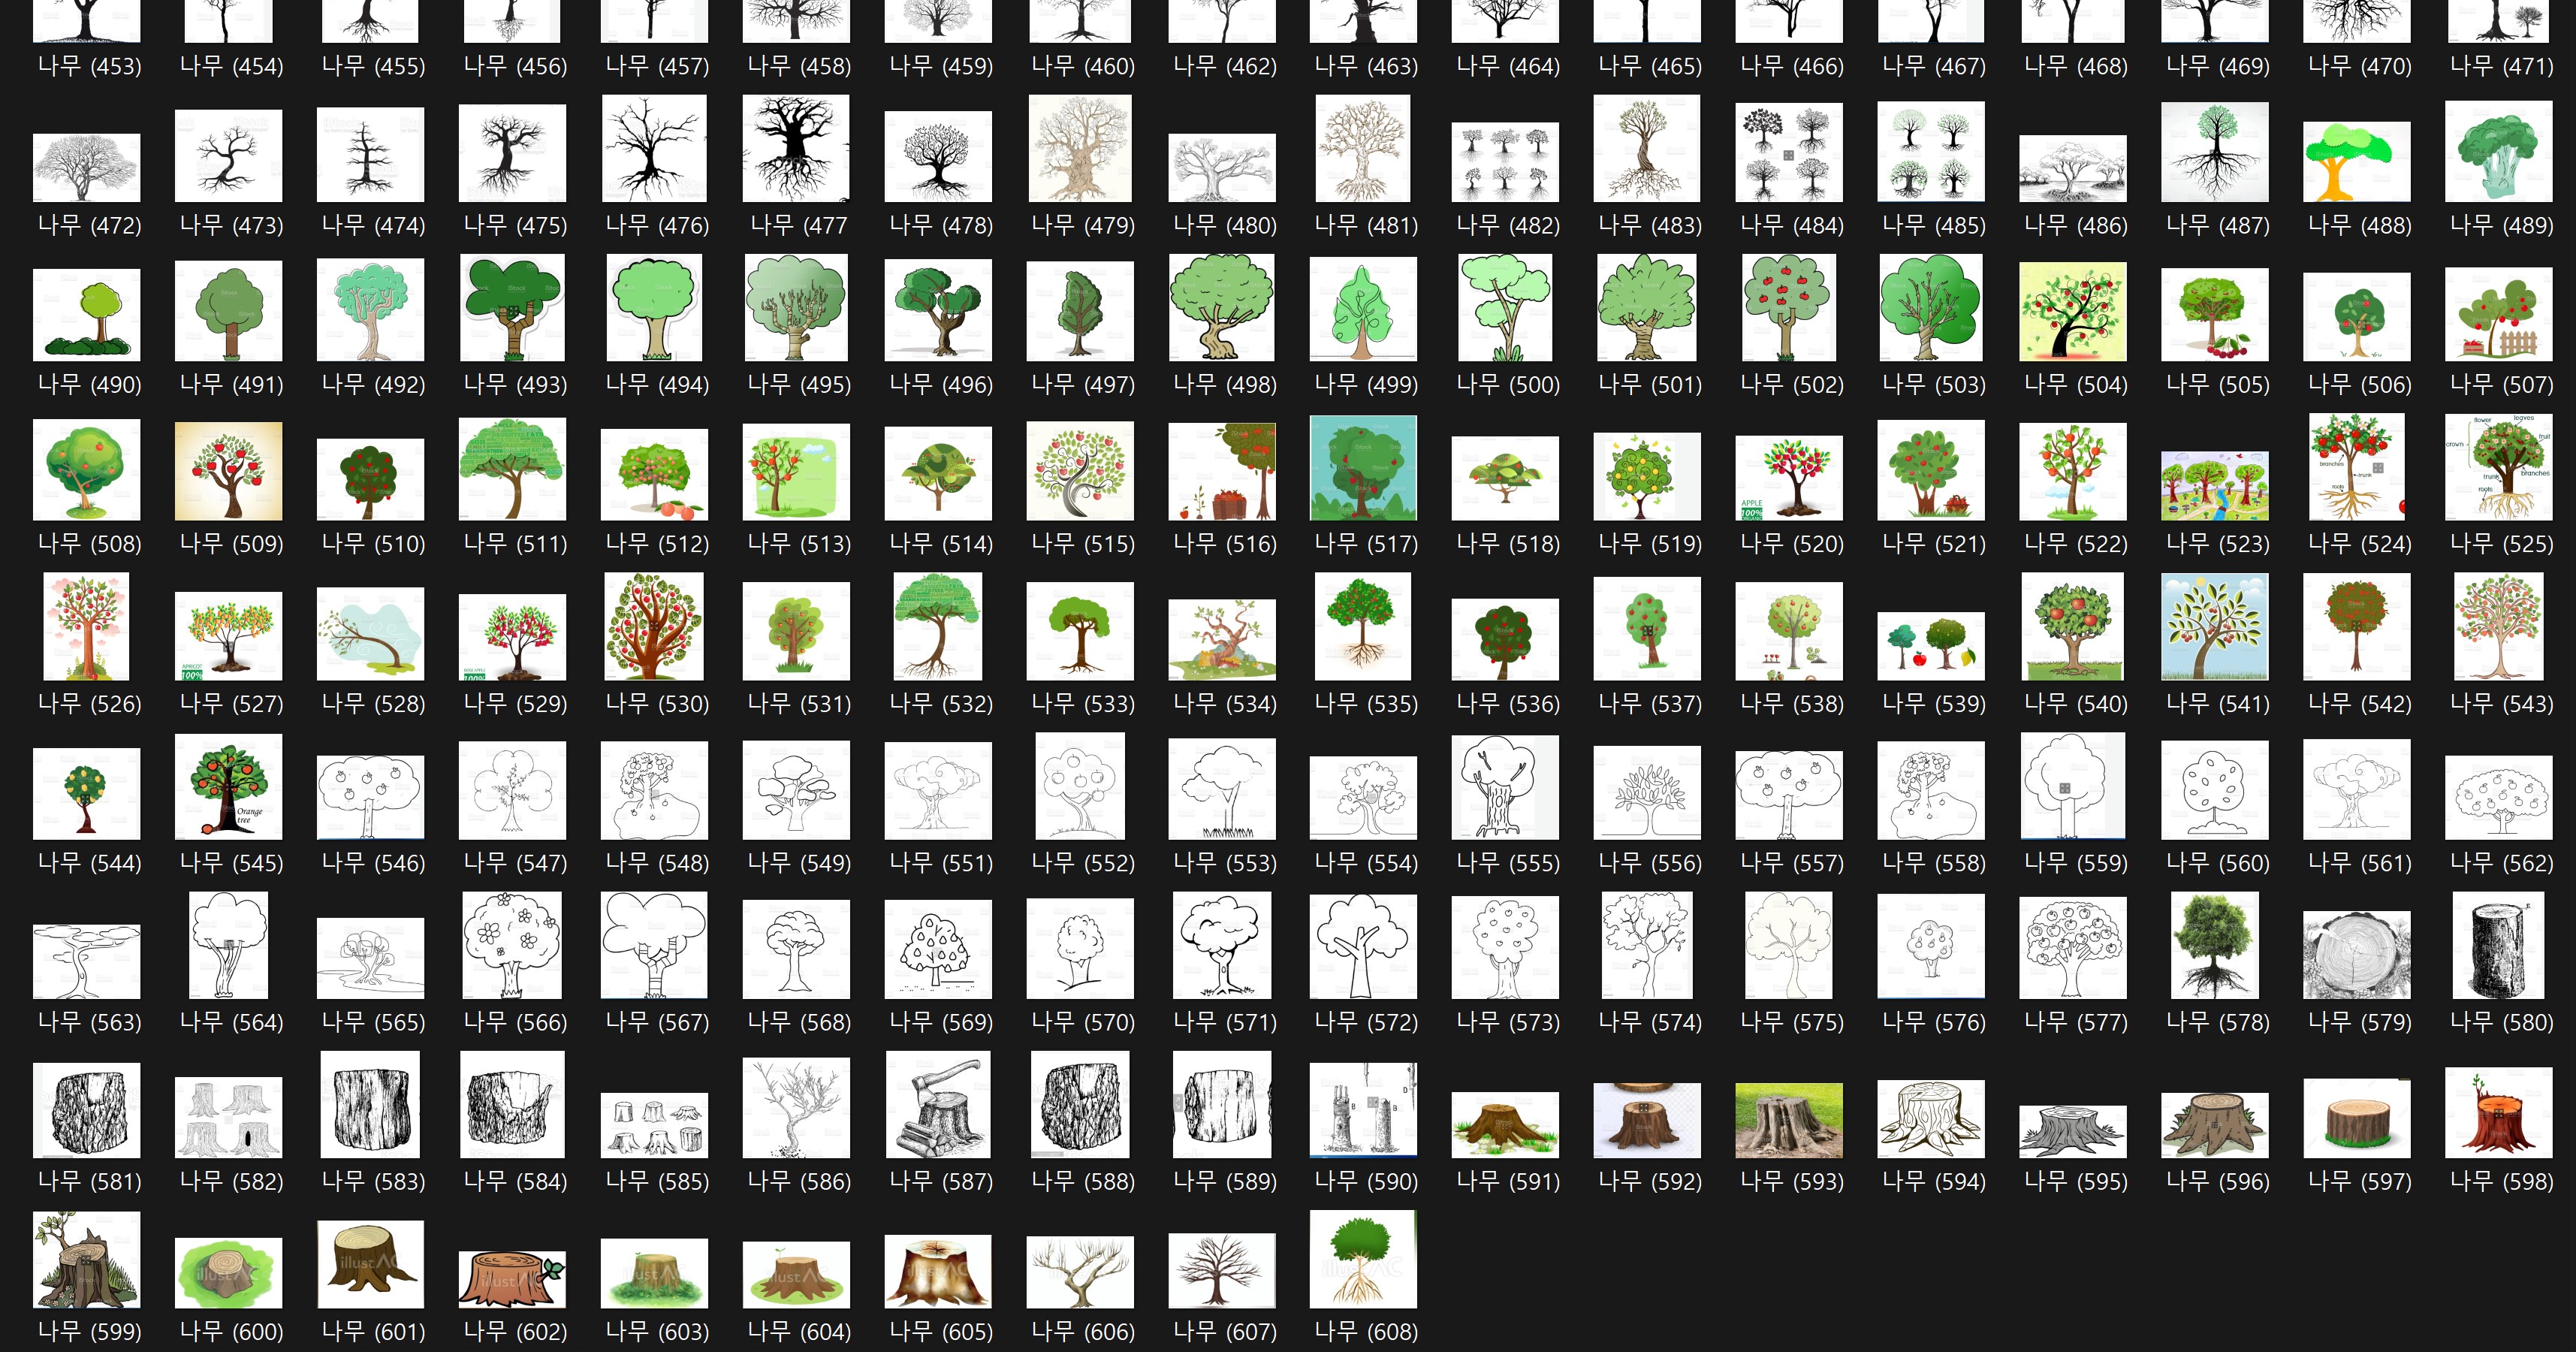 나무 (453) 나무 (454) 나무 (455) 나무 (456) 나무 (457) 나무 (458) 나무 (459) 나무 (460) 나무 (462) 나무 (463) 나무 (464) 나무 (465) 나무 (466) 나무 (467) 나무 (468) 나무 (469) 나무 (470) 나무 (471)
나무 (472) 나무 (473) 나무 (474) 나무 (475) 나무 (476) 나무 (477 나무 (478) 나무 (479) 나무 (480) 나무 (481) 나무 (482) 나무 (483) 나무 (484) 나무 (485) 나무 (486) 나무 (487) 나무 (488) 나무 (489)
나무 (490) 나무 (491) 나무 (492) 나무 (493) 나무 (494) 나무 (495) 나무 (496) 나무 (497) 나무 (498) 나무 (499) 나무 (500) 나무 (501) 나무 (502) 나무 (503) 나무 (504) 나무 (505) 나무 (506) 나무 (507)
APPLE
100%
branches
trunk
roots
flower
leaves
crown
fruit
branches
trunk
roots
나무 (508) 나무 (509) 나무 (510) 나무 (511) 나무 (512) 나무 (513) 나무 (514) 나무 (515) 나무 (516) 나무 (517) 나무 (518) 나무 (519) 나무 (520) 나무 (521) 나무 (522) 나무 (523) 나무 (524) 나무 (525)
APRICOT
100%
100%
나무 (526) 나무 (527) 나무 (528) 나무 (529) 나무 (530) 나무 (531) 나무 (532) 나무 (533) 나무 (534) 나무 (535) 나무 (536) 나무 (537) 나무 (538) 나무 (539) 나무 (540) 나무 (541) 나무 (542) 나무 (543)
Orange
tree
나무 (544) 나무 (545) 나무 (546) 나무 (547) 나무 (548) 나무 (549) 나무 (551) 나무 (552) 나무 (553) 나무 (554) 나무 (555) 나무 (556) 나무 (557) 나무 (558) 나무 (559) 나무 (560) 나무 (561) 나무 (562)
나무 (563) 나무 (564) 나무 (565) 나무 (566) 나무 (567) 나무 (568) 나무 (569) 나무 (570) 나무 (571) 나무 (572) 나무 (573) 나무 (574) 나무 (575) 나무 (576) 나무 (577) 나무 (578) 나무 (579) 나무 (580)
B B D
나무 (581) 나무 (582) 나무 (583) 나무 (584) 나무 (585) 나무 (586) 나무 (587) 나무 (588) 나무 (589) 나무 (590) 나무 (591) 나무 (592) 나무 (593) 나무 (594) 나무 (595) 나무 (596) 나무 (597) 나무 (598)
illustAC illustAC illustAC
나무 (599) 나무 (600) 나무 (601) 나무 (602) 나무 (603) 나무 (604) 나무 (605) 나무 (606) 나무 (607) 나무 (608)